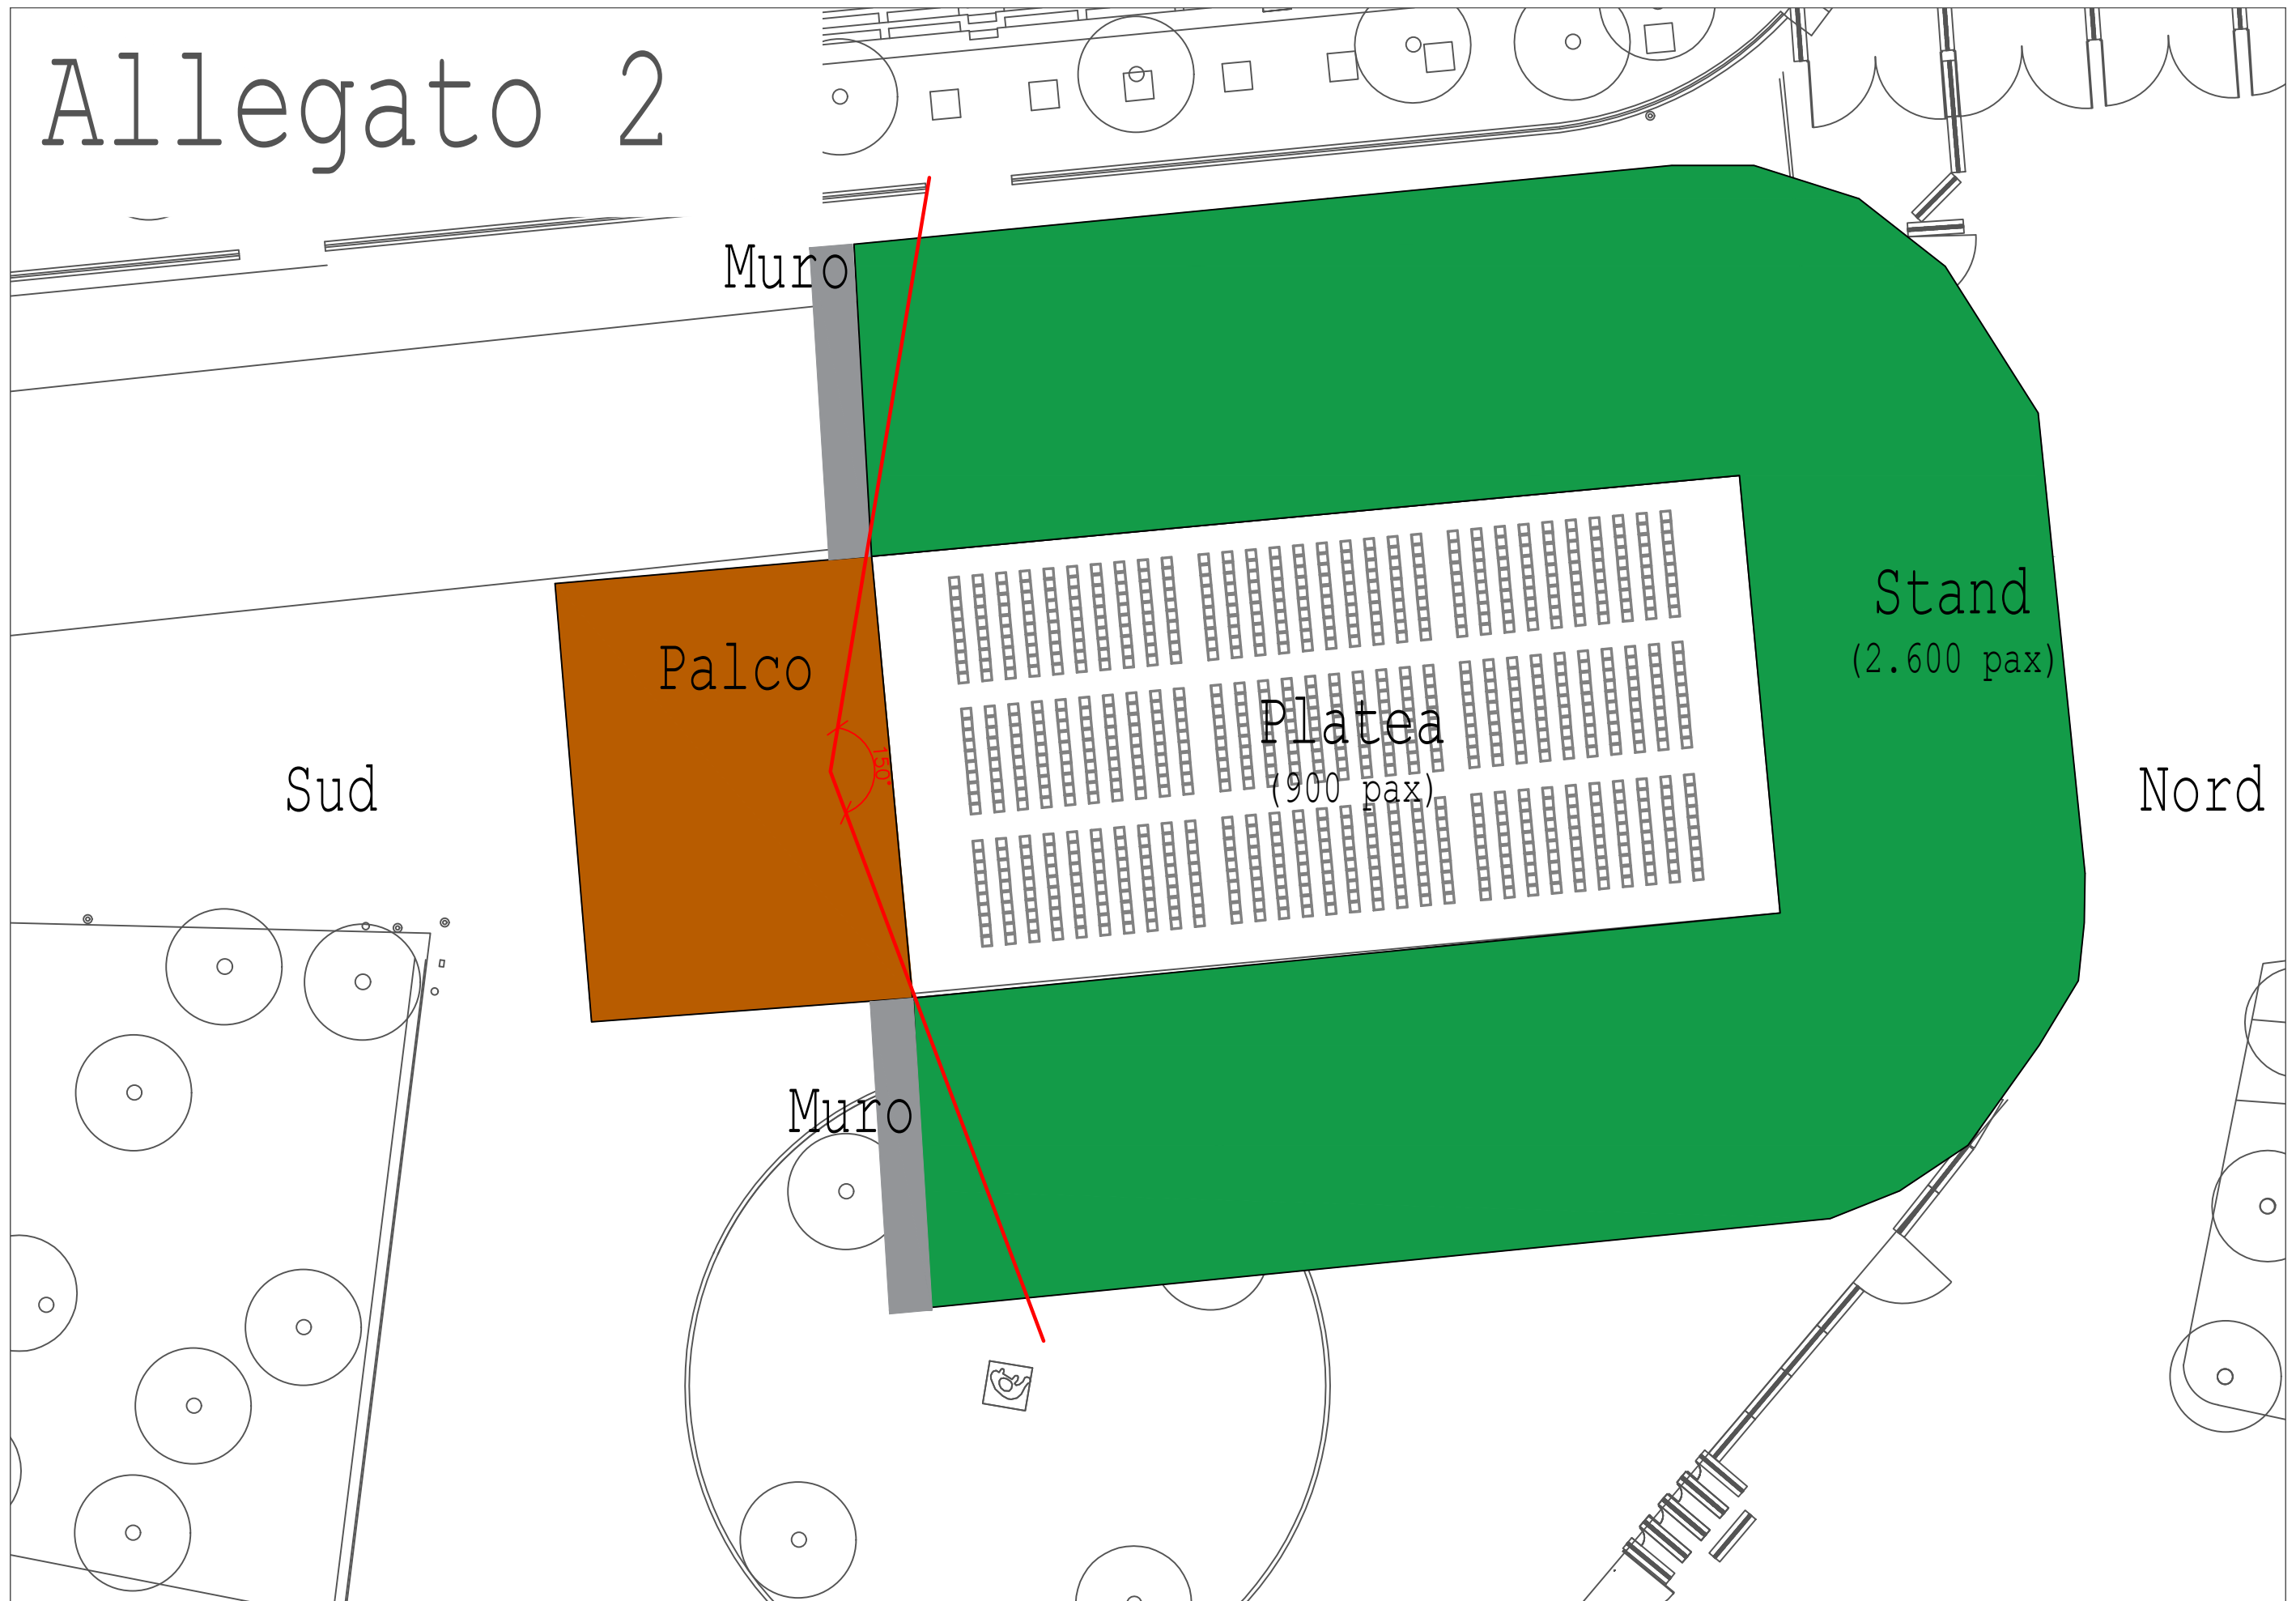 Allegato 2
Muro
Stand
(2.600 pax)
Palco
Platea
(900 pax)
150°
Sud
Nord
Muro